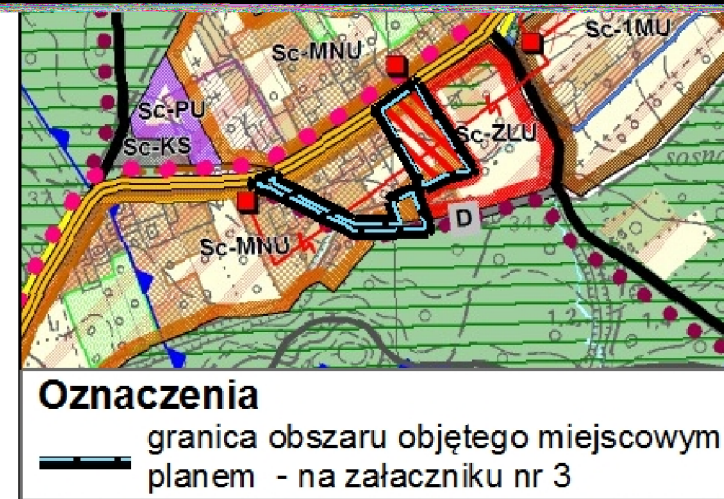 Sc-MNU
Sc-1MU
Sc-PU
Sc-KS
Sc-ZLU
sosna
Sc-MNU
D
Oznaczenia
granica obszaru objętego miejscowym
planem - na załaczniku nr 3